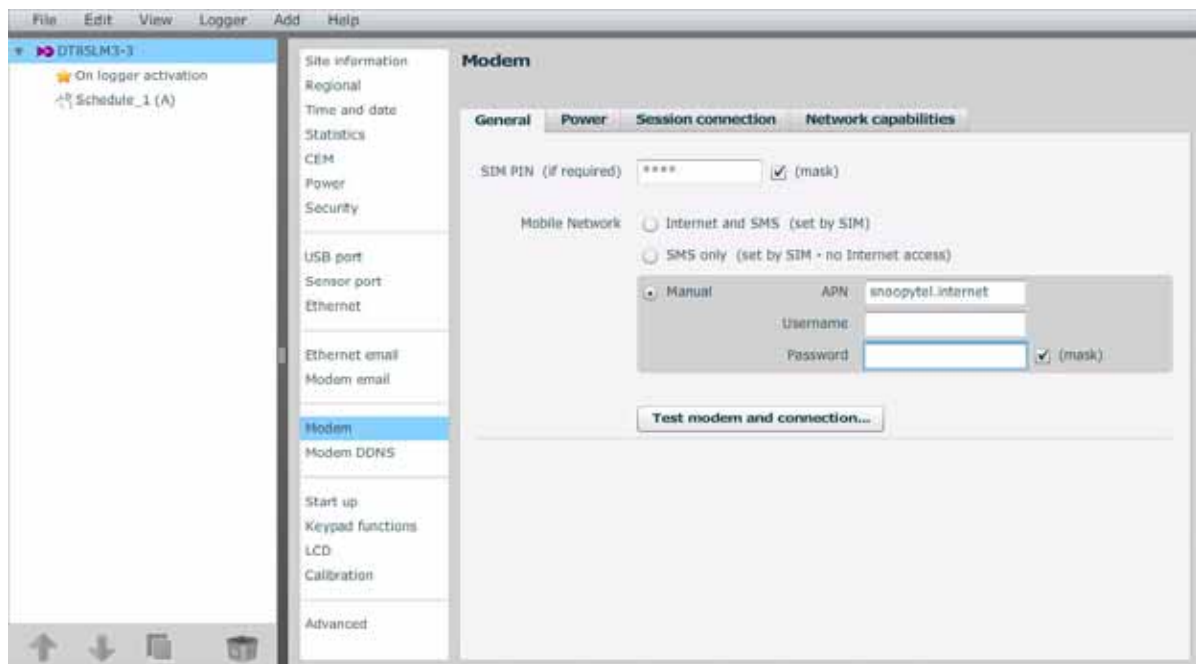 File Edit View Logger Add Help
DT85LM3-3
On logger activation
Schedule_1 (A)
Site information
Regional
Time and date
Statistics
CEM
Power
Security
USB port
Sensor port
Ethernet
Ethernet email
Modem email
Modem
Modem DDNS
Start up
Keypad functions
LCD
Calibration
Advanced
Modem
General Power Session connection Network capabilities
SIM PIN (if required) **** (mask)
Mobile Network Internet and SMS (set by SIM)
SMS only (set by SIM - no Internet access)
Manual APN snoopytel.internet
Username
Password (mask)
Test modem and connection...